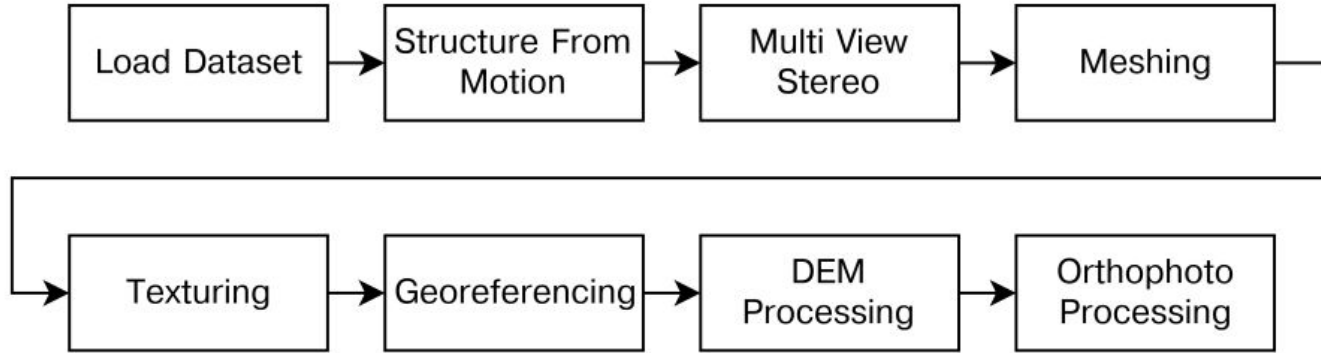 Load Dataset
Structure From
Motion
Multi View
Stereo
Meshing
Texturing
Georeferencing
DEM
Processing
Orthophoto
Processing